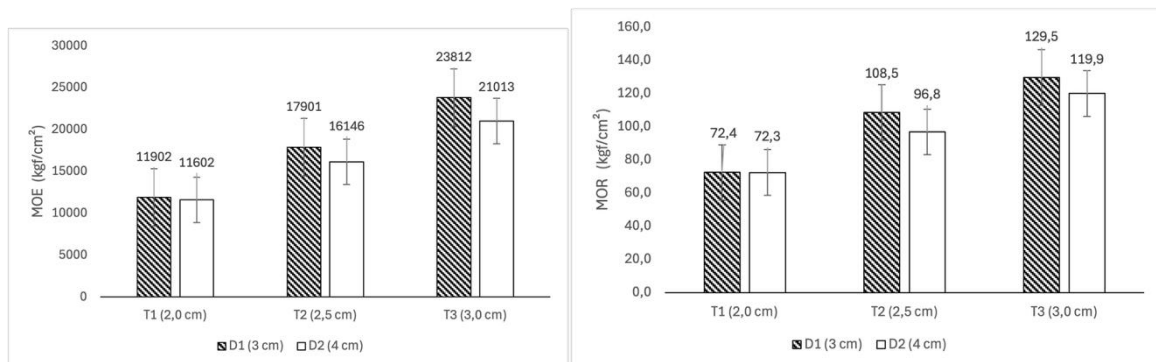 MOE (kgf/cm²)
30000
25000
20000
15000
10000
5000
0
11902
11602
17901
16146
23812
21013
T1 (2,0 cm)
T2 (2,5 cm)
T3 (3,0 cm)
D1 (3 cm)
D2 (4 cm)
MOR (kgf/cm²)
160,0
140,0
120,0
100,0
80,0
60,0
40,0
20,0
0,0
72,4
72,3
108,5
96,8
129,5
119,9
T1 (2,0 cm)
T2 (2,5 cm)
T3 (3,0 cm)
D1 (3 cm)
D2 (4 cm)